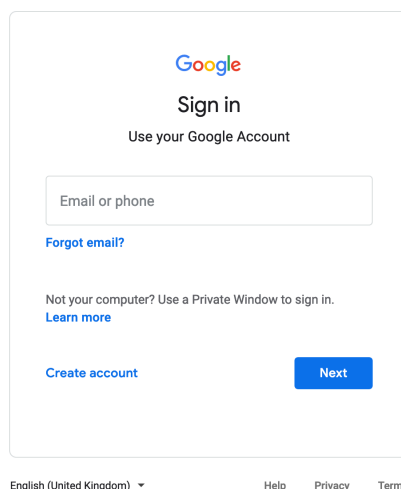 Google
Sign in
Use your Google Account
Email or phone
Forgot email?
Not your computer? Use a Private Window to sign in.
Learn more
Create account
Next
English (United Kingdom)
Help
Privacy
Term